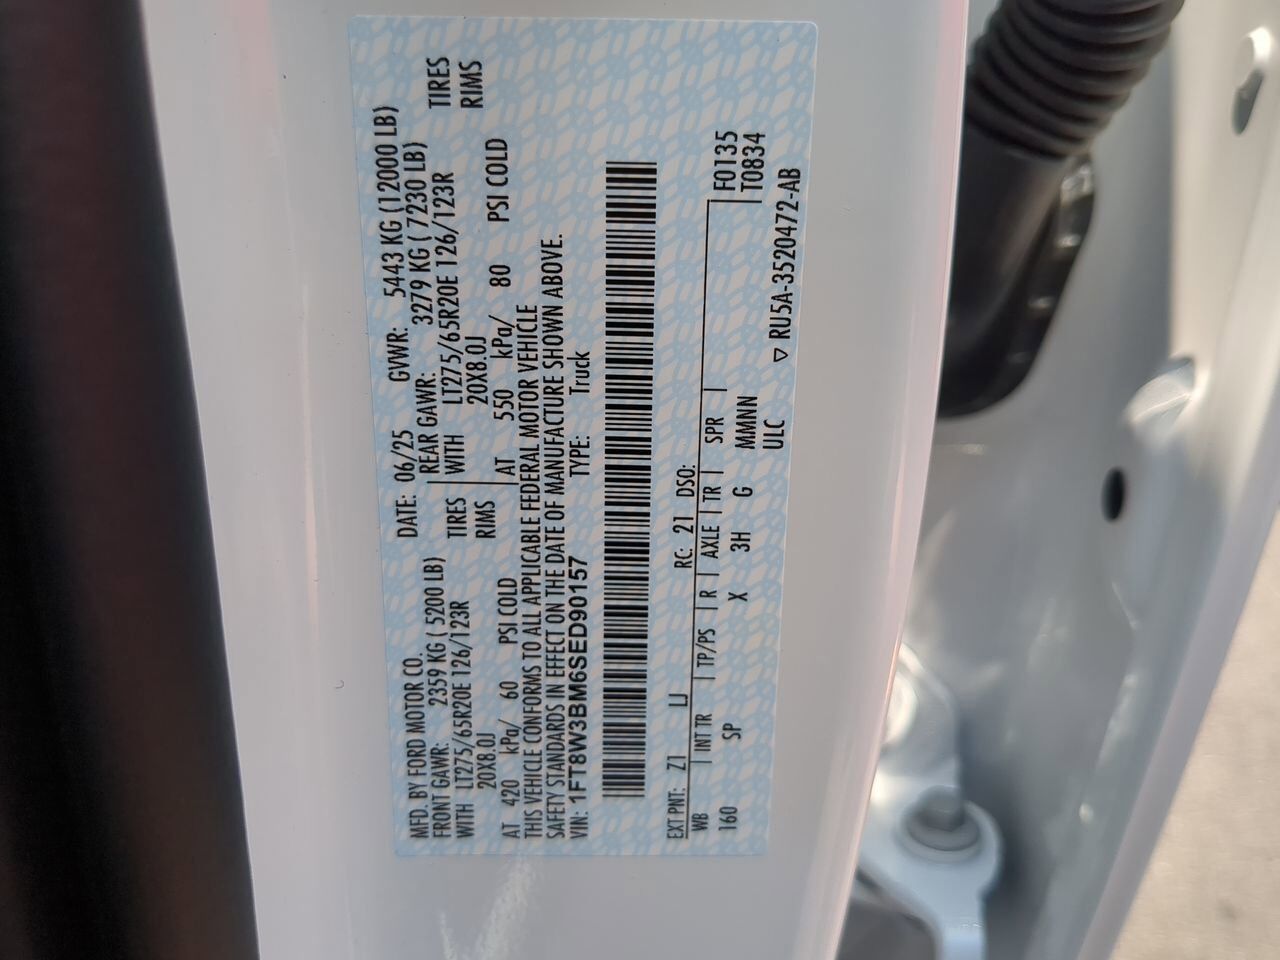 MFD. BY FORD MOTOR CO. DATE: 06/25 GVWR: 5443 KG (12000 LB)
FRONT GAWR: 2359 KG ( 5200 LB) REAR GAWR: 3279 KG ( 7230 LB)
WITH LT275/65R20E 126/123R TIRES WITH LT275/65R20E 126/123R TIRES
20X8.0J RIMS 20X8.0J RIMS
AT 420 kPa/ 60 PSI COLD AT 550 kPa/ 80 PSI COLD
THIS VEHICLE CONFORMS TO ALL APPLICABLE FEDERAL MOTOR VEHICLE
SAFETY STANDARDS IN EFFECT ON THE DATE OF MANUFACTURE SHOWN ABOVE.
VIN: 1FT8W3BM6SED90157 TYPE: Truck
EXT PNT: Z1 LJ RC: 21 DSO:
WB INT TR TP/PS R AXLE TR SPR F0135
160 SP X 3H G MMNN T0834
ULC ▽ RU5A-3520472-AB